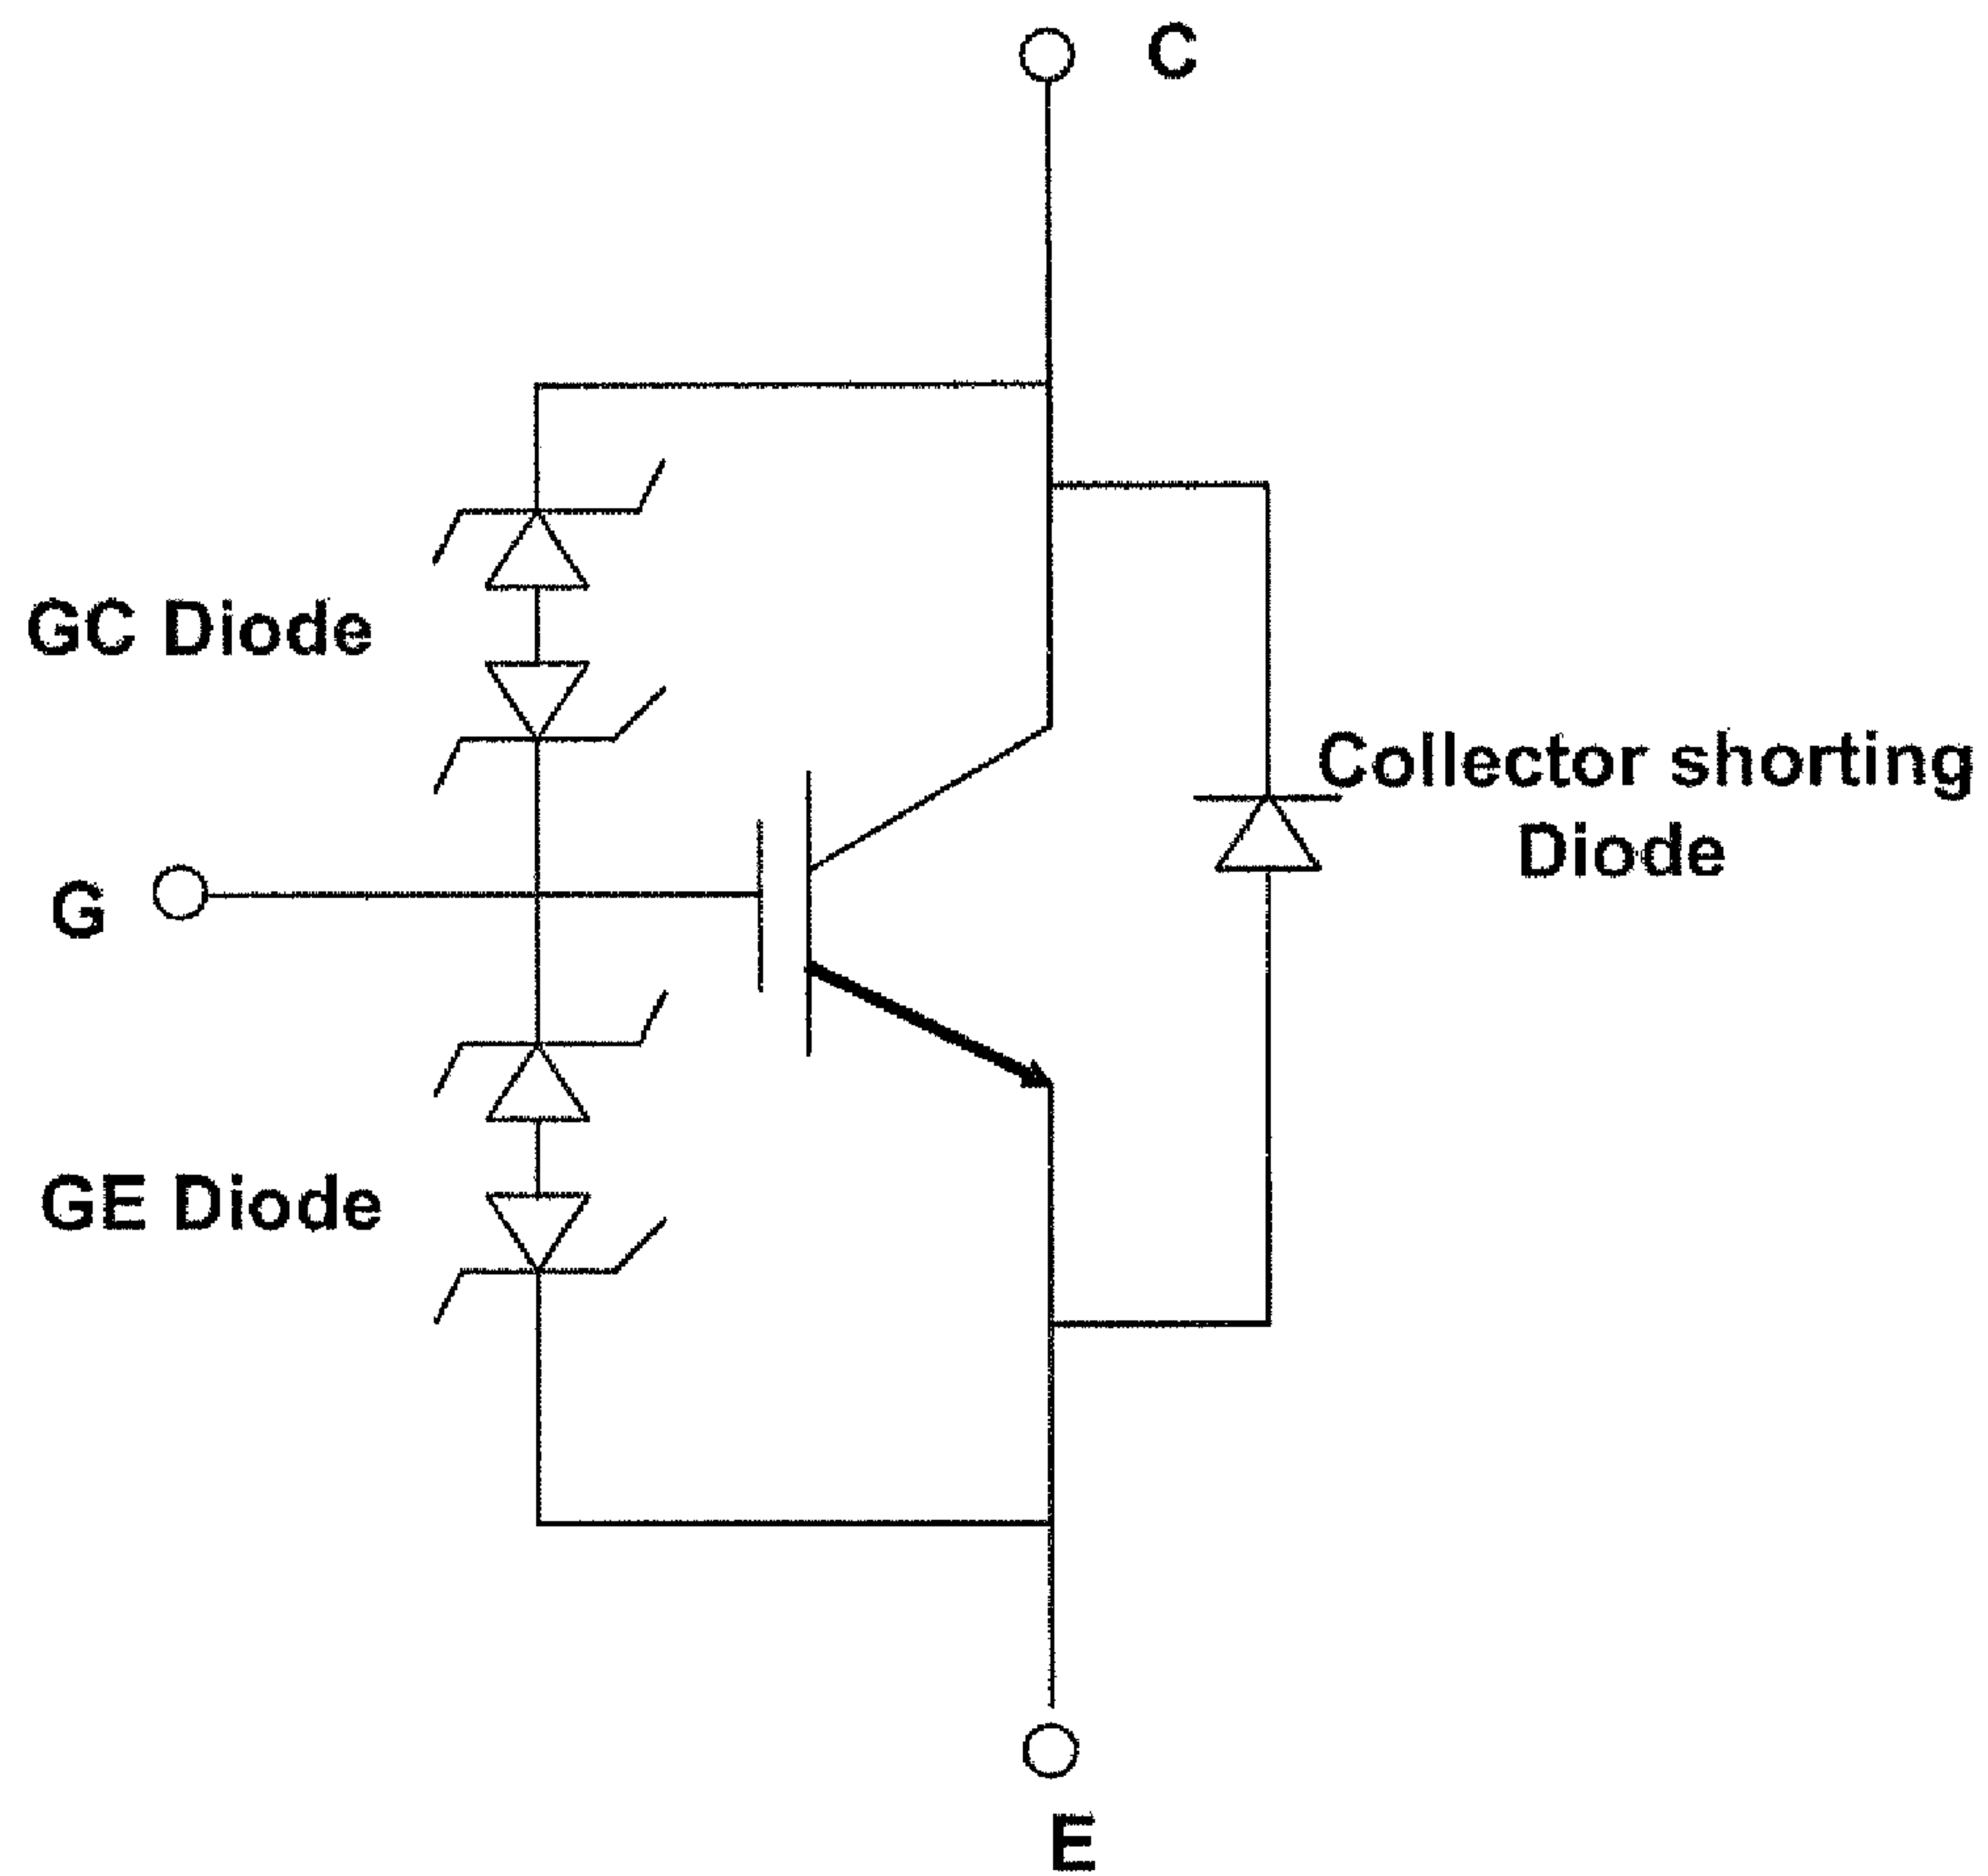 C
GC Diode
Collector shorting
Diode
G
GE Diode
E